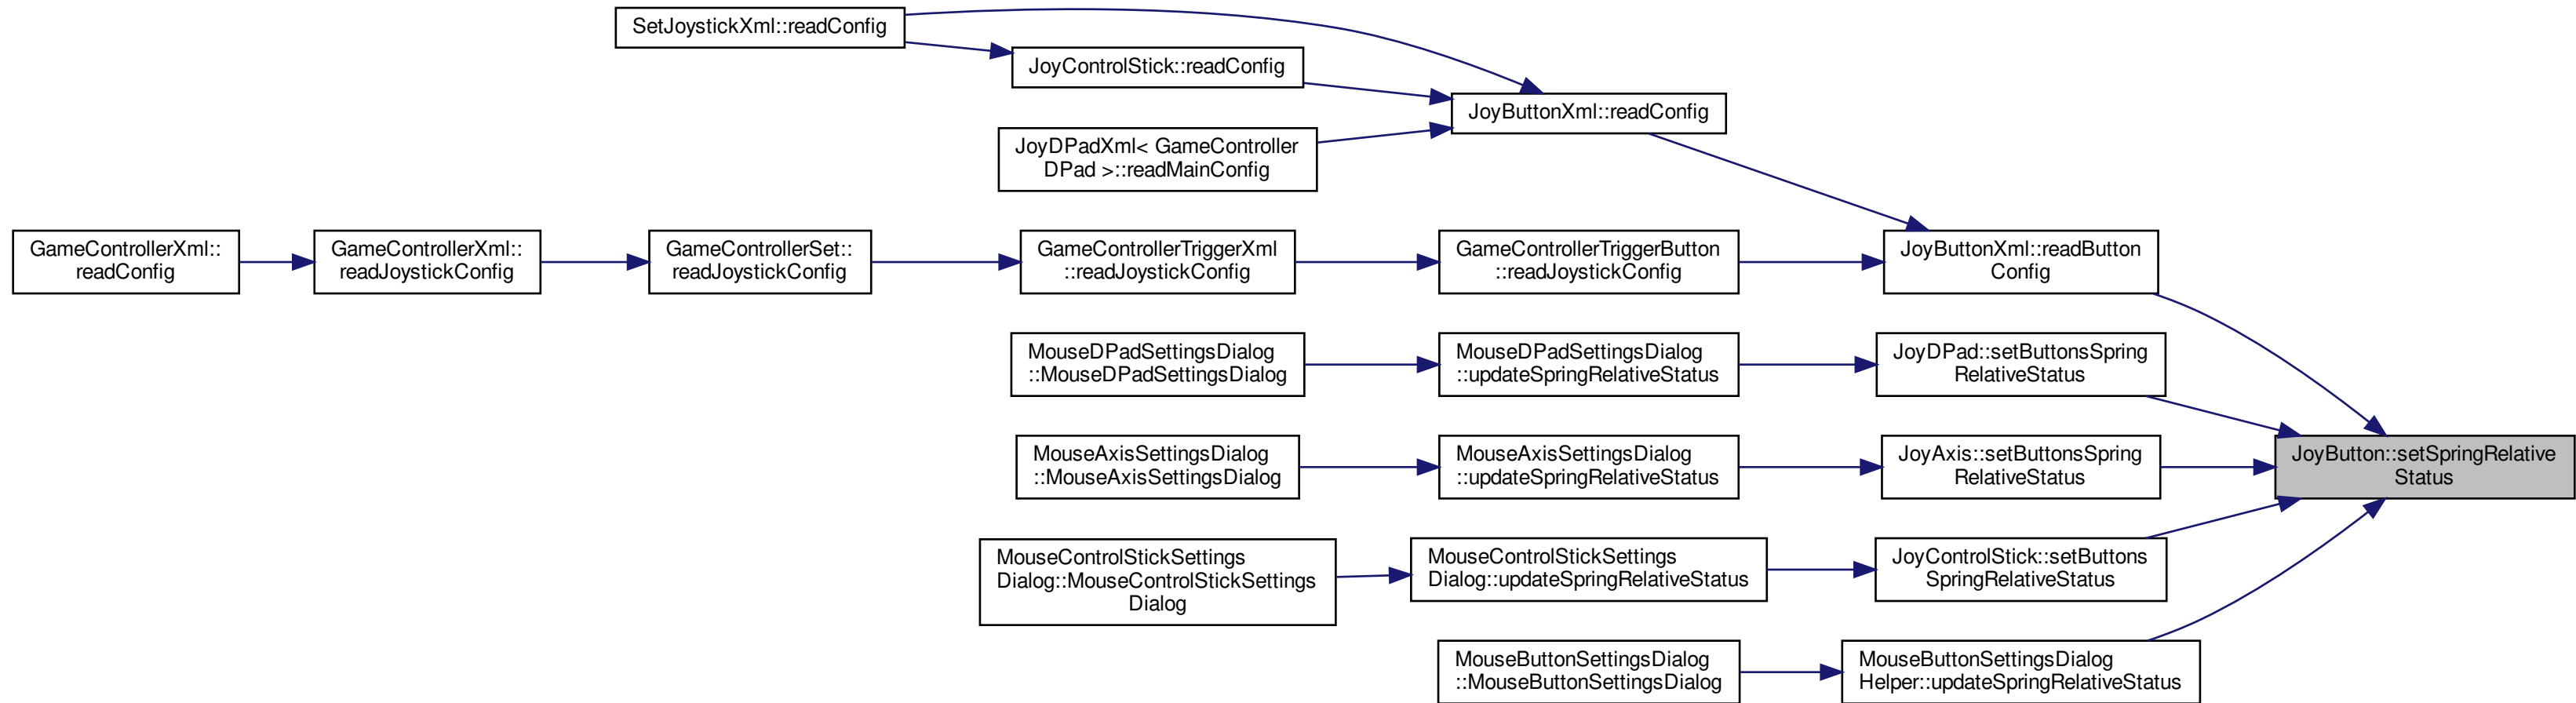 SetJoystickXml::readConfig
JoyControlStick::readConfig
JoyButtonXml::readConfig
JoyDPadXml< GameController
DPad >::readMainConfig
GameControllerXml::
readConfig
GameControllerXml::
readJoystickConfig
GameControllerSet::
readJoystickConfig
GameControllerTriggerXml
::readJoystickConfig
GameControllerTriggerButton
::readJoystickConfig
JoyButtonXml::readButton
Config
MouseDPadSettingsDialog
::MouseDPadSettingsDialog
MouseDPadSettingsDialog
::updateSpringRelativeStatus
JoyDPad::setButtonsSpring
RelativeStatus
MouseAxisSettingsDialog
::MouseAxisSettingsDialog
MouseAxisSettingsDialog
::updateSpringRelativeStatus
JoyAxis::setButtonsSpring
RelativeStatus
JoyButton::setSpringRelative
Status
MouseControlStickSettings
Dialog::MouseControlStickSettings
Dialog
MouseControlStickSettings
Dialog::updateSpringRelativeStatus
JoyControlStick::setButtons
SpringRelativeStatus
MouseButtonSettingsDialog
::MouseButtonSettingsDialog
MouseButtonSettingsDialog
Helper::updateSpringRelativeStatus